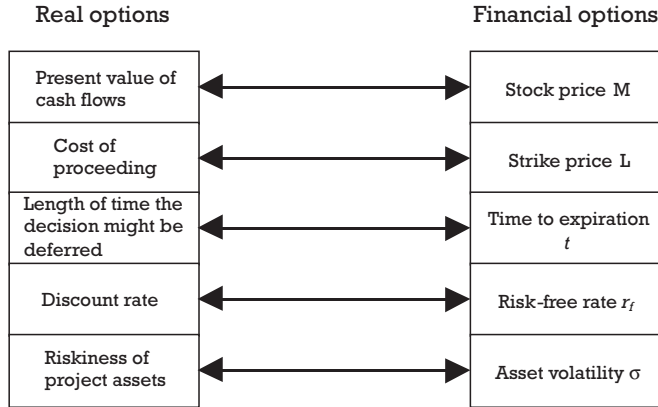 Real options
Financial options
Present value of
cash flows
Stock price M
Cost of
proceeding
Strike price L
Length of time the
decision might be
deferred
Time to expiration
t
Discount rate
Risk-free rate rf
Riskiness of
project assets
Asset volatility σ